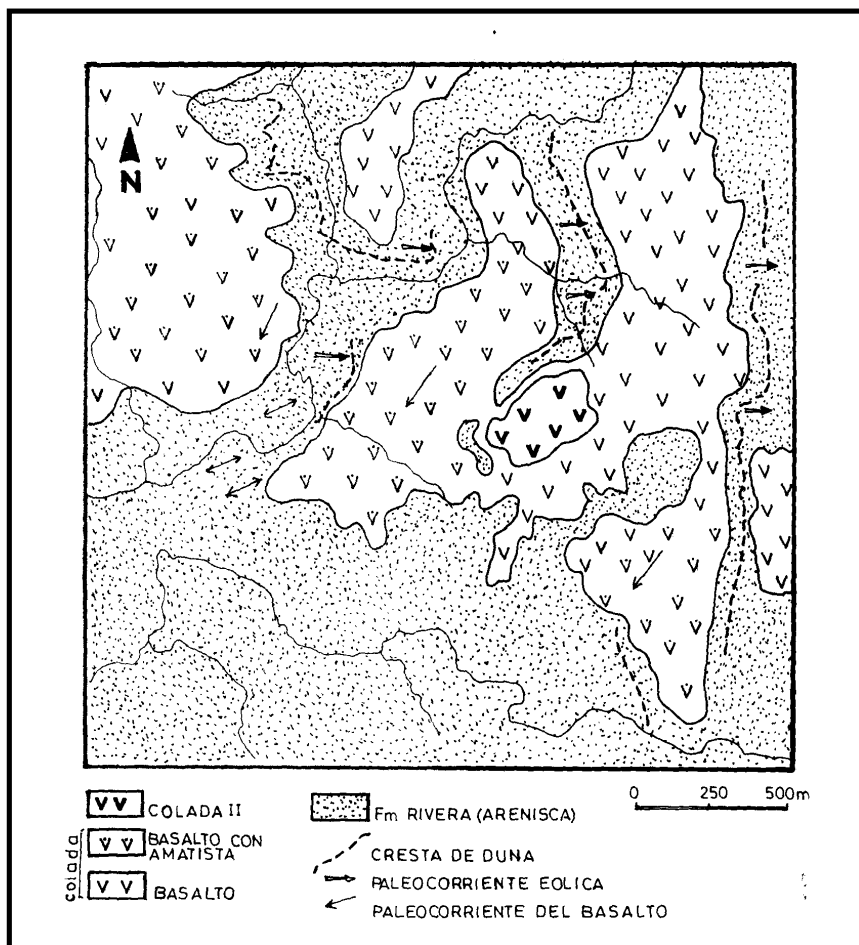 N
COLADA II
colada
BASALTO CON
AMATISTA
BASALTO
Fm RIVERA (ARENISCA)
CRESTA DE DUNA
PALEOCORRIENTE EOLICA
PALEOCORRIENTE DEL BASALTO
0 250 500m